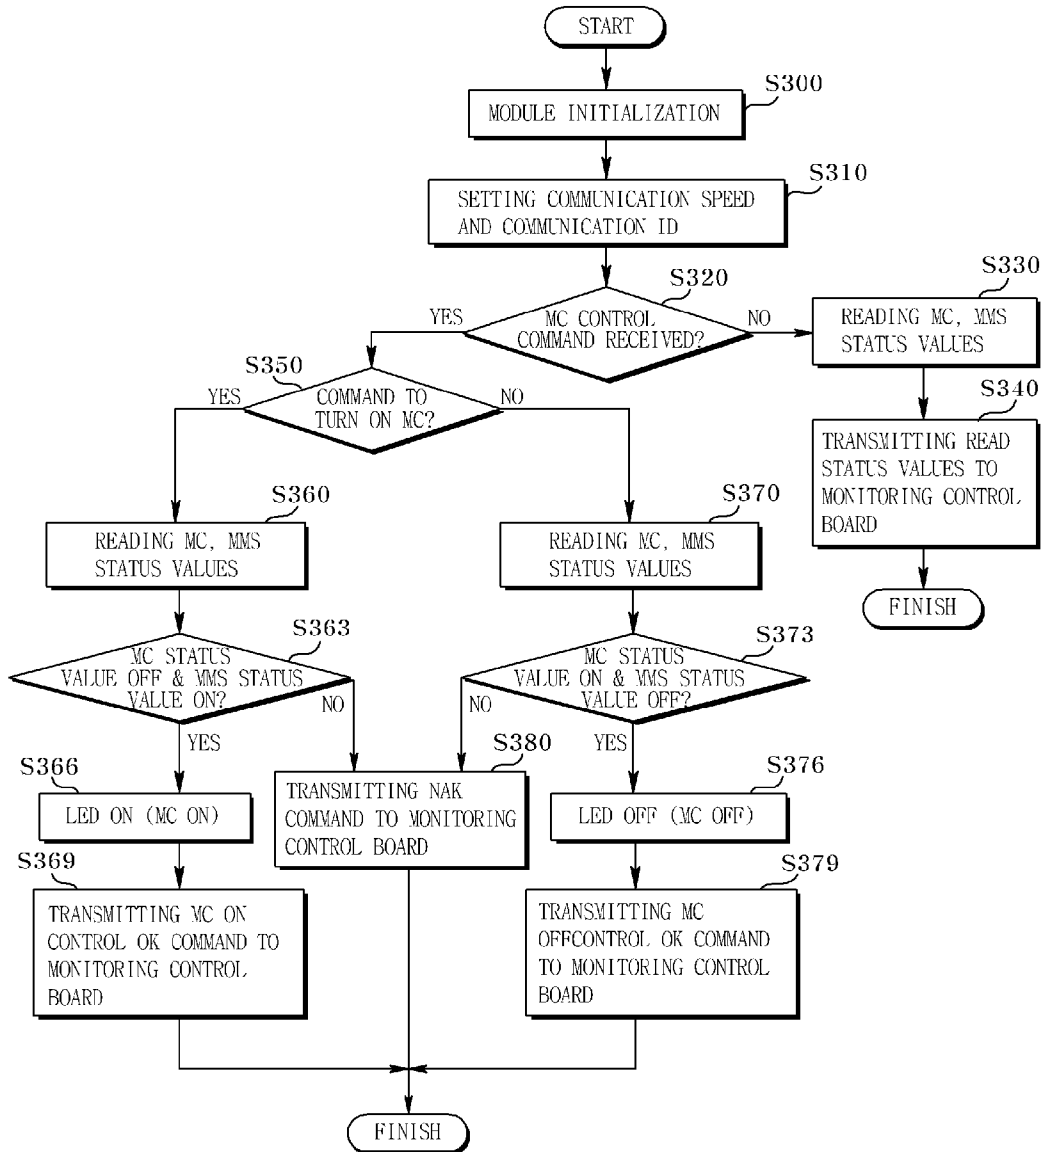 START
S300
MODULE INITIALIZATION
S310
SETTING COMMUNICATION SPEED
AND COMMUNICATION ID
S320
MC CONTROL
COMMAND RECEIVED?
YES
NO
S330
READING MC, MMS
STATUS VALUES
S340
TRANSMITTING READ
STATUS VALUES TO
MONITORING CONTROL
BOARD
FINISH
S350
COMMAND TO
TURN ON MC?
YES
NO
S360
READING MC, MMS
STATUS VALUES
S363
MC STATUS
VALUE OFF & MMS STATUS
VALUE ON?
NO
YES
S366
LED ON (MC ON)
S369
TRANSMITTING MC ON
CONTROL OK COMMAND TO
MONITORING CONTROL
BOARD
S370
READING MC, MMS
STATUS VALUES
S373
MC STATUS
VALUE ON & MMS STATUS
VALUE OFF?
NO
YES
S380
TRANSMITTING NAK
COMMAND TO MONITORING
CONTROL BOARD
S376
LED OFF (MC OFF)
S379
TRANSMITTING MC
OFFCONTROL OK COMMAND
TO MONITORING CONTROL
BOARD
FINISH